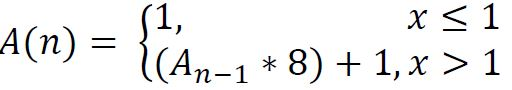 A(n) = {1, x ≤ 1
(A_{n-1} * 8) + 1, x > 1